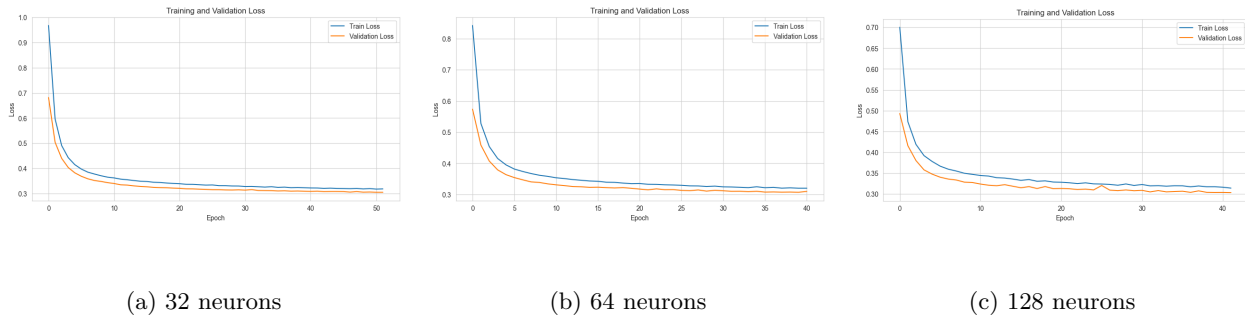 Training and Validation Loss
Train Loss
Validation Loss
Loss
1.0
0.9
0.8
0.7
0.6
0.5
0.4
0.3
0
10
20
30
40
50
Epoch
(a) 32 neurons
Training and Validation Loss
Train Loss
Validation Loss
Loss
0.8
0.7
0.6
0.5
0.4
0.3
0
5
10
15
20
25
30
35
40
Epoch
(b) 64 neurons
Training and Validation Loss
Train Loss
Validation Loss
Loss
0.70
0.65
0.60
0.55
0.50
0.45
0.40
0.35
0.30
0
10
20
30
40
Epoch
(c) 128 neurons